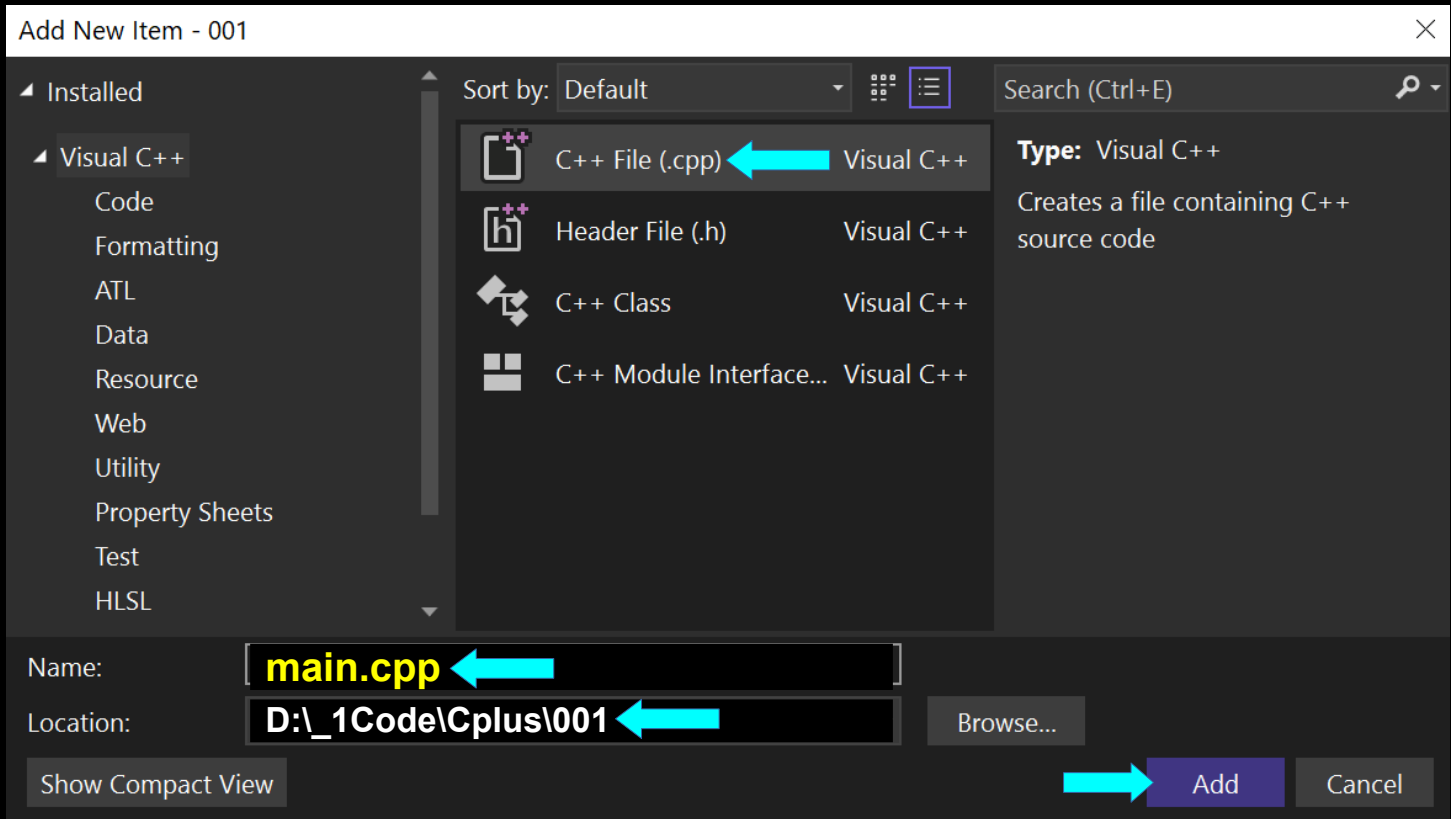 Add New Item - 001
Installed
Visual C++
Code
Formatting
ATL
Data
Resource
Web
Utility
Property Sheets
Test
HLSL
Sort by: Default
Search (Ctrl+E)
C++ File (.cpp) Visual C++
Header File (.h) Visual C++
C++ Class Visual C++
C++ Module Interface... Visual C++
Type: Visual C++
Creates a file containing C++
source code
Name: main.cpp
Location: D:\_1Code\Cplus\001
Browse...
Show Compact View
Add
Cancel